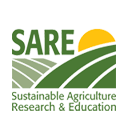 SARE
Sustainable Agriculture
Research & Education